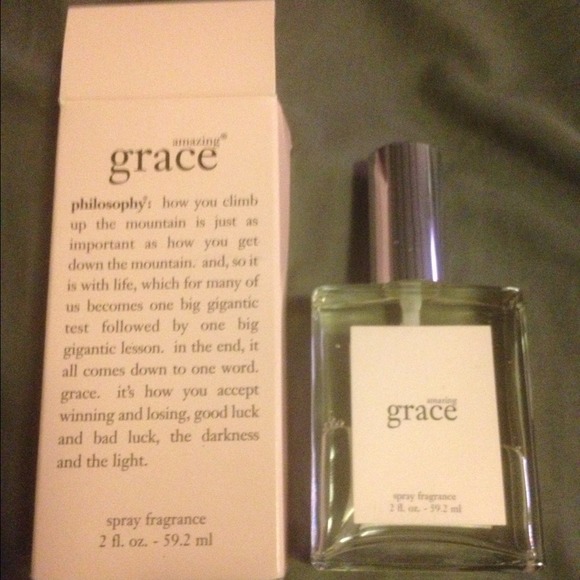 amazing®
grace
philosophy®: how you climb
up the mountain is just as
important as how you get
down the mountain. and, so it
is with life, which for many of
us becomes one big gigantic
test followed by one big
gigantic lesson. in the end, it
all comes down to one word.
grace. it's how you accept
winning and losing, good luck
and bad luck, the darkness
and the light.
spray fragrance
2 fl. oz. - 59.2 ml
amazing
grace
spray fragrance
2 fl. oz. - 59.2 ml